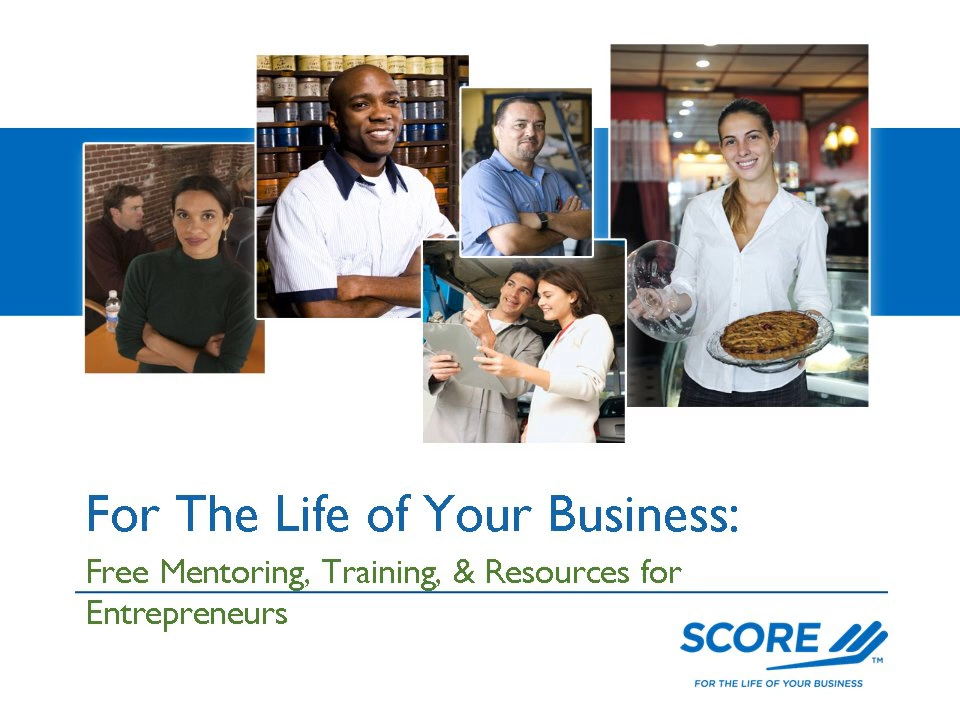 For The Life of Your Business:
Free Mentoring, Training, & Resources for
Entrepreneurs
SCORE
TM
FOR THE LIFE OF YOUR BUSINESS